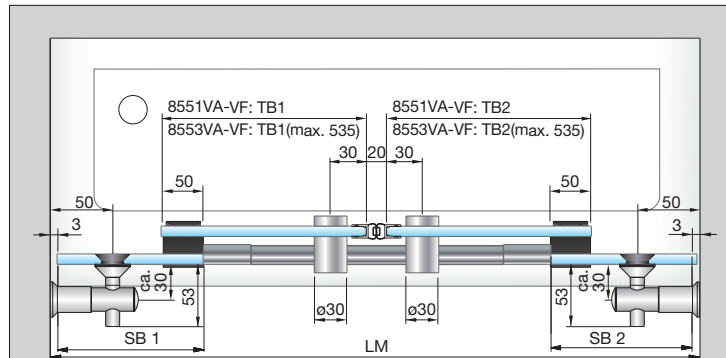 8551VA-VF: TB1
8553VA-VF: TB1(max. 535)
8551VA-VF: TB2
8553VA-VF: TB2(max. 535)
30 20 30
50
50
50
50
3
3
ca. 30
53
ø30
ø30
53
ca. 30
SB 1
LM
SB 2